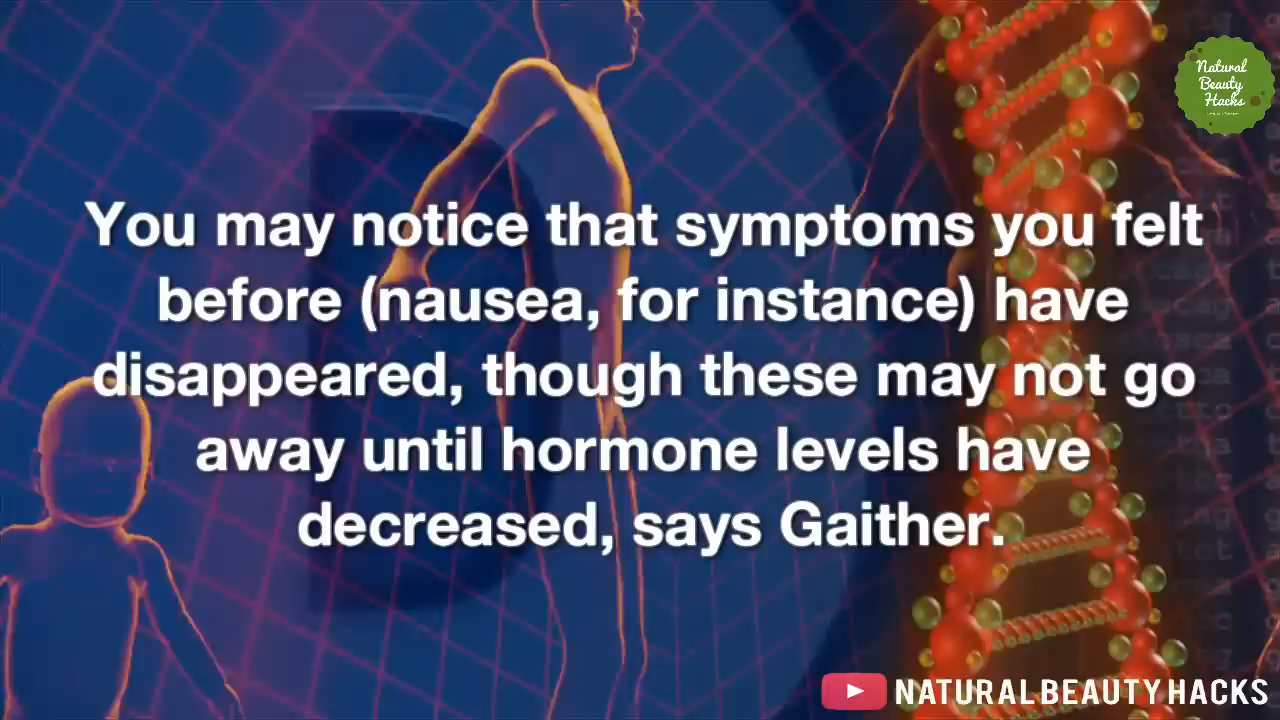 Natural
Beauty
Hacks
You may notice that symptoms you felt
before (nausea, for instance) have
disappeared, though these may not go
away until hormone levels have
decreased, says Gaither.
NATURAL BEAUTY HACKS